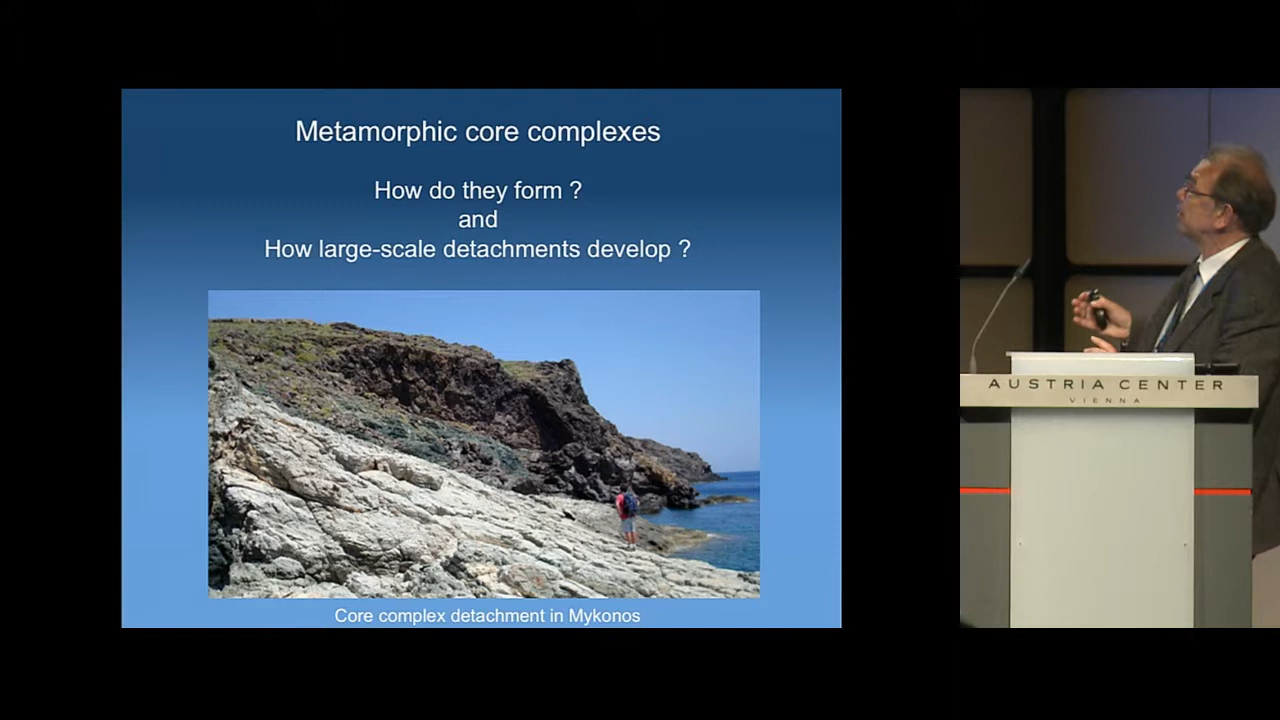 Metamorphic core complexes
How do they form ?
and
How large-scale detachments develop ?
Core complex detachment in Mykonos
AUSTRIA CENTER
VIENNA